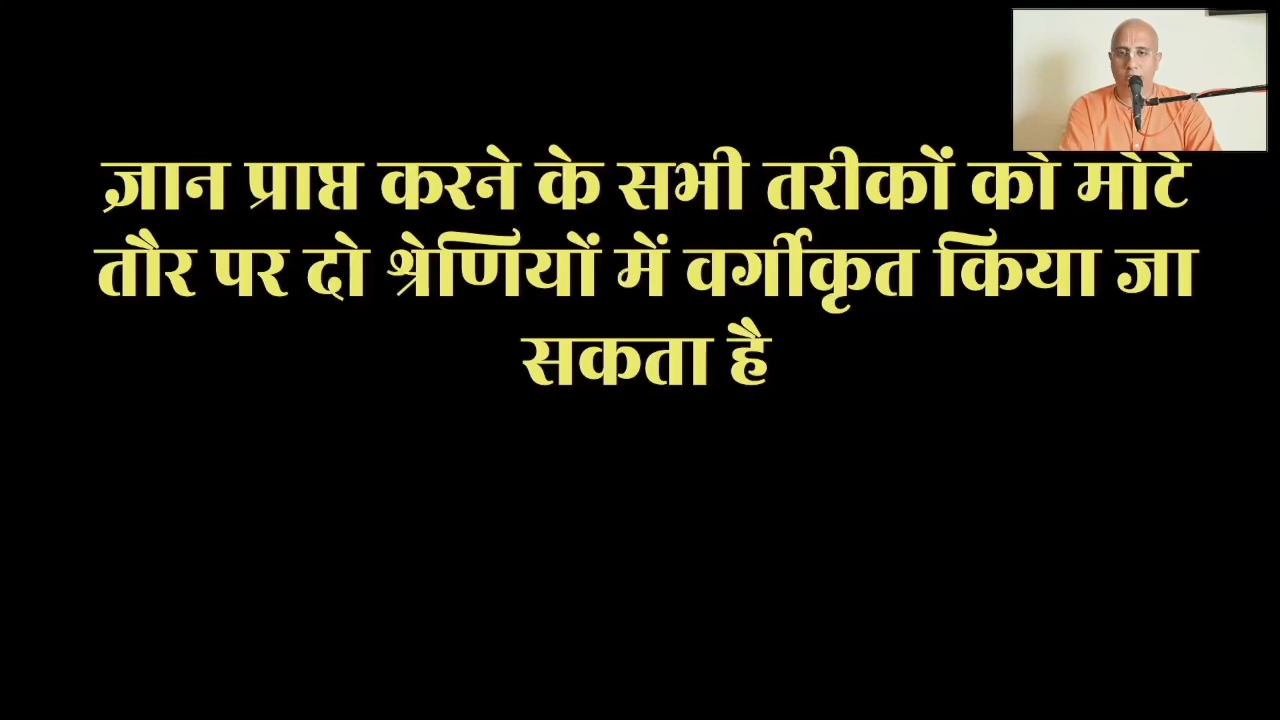 ज्ञान प्राप्त करने के सभी तरीकों को मोटे
तौर पर दो श्रेणियों में वर्गीकृत किया जा
सकता है